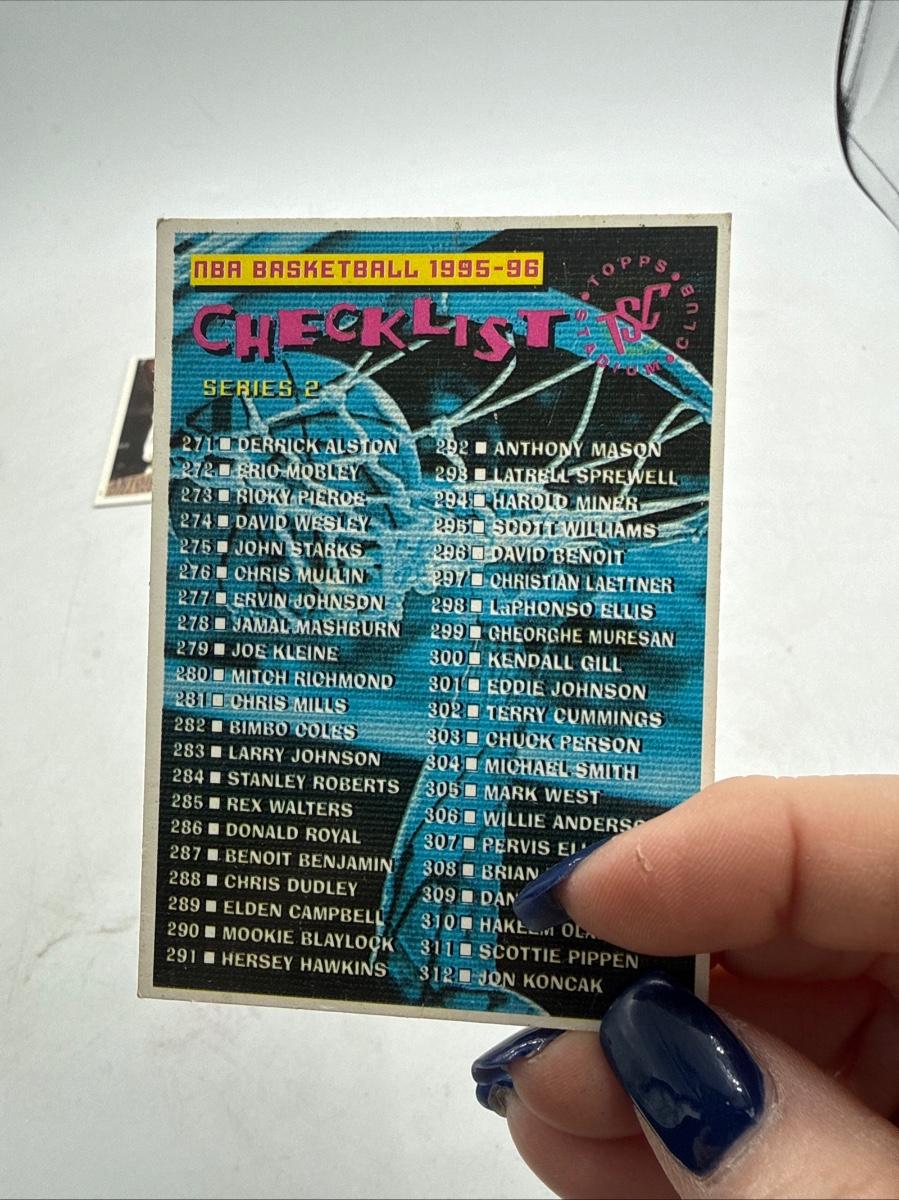 NBA BASKETBALL 1995-96
CHECKLIST
TOPPS STADIUM CLUB
TSC
SERIES 2
271 DERRICK ALSTON
272 ERIC MOBLEY
273 RICKY PIERCE
274 DAVID WESLEY
275 JOHN STARKS
276 CHRIS MULLIN
277 ERVIN JOHNSON
278 JAMAL MASHBURN
279 JOE KLEINE
280 MITCH RICHMOND
281 CHRIS MILLS
282 BIMBO COLES
283 LARRY JOHNSON
284 STANLEY ROBERTS
285 REX WALTERS
286 DONALD ROYAL
287 BENOIT BENJAMIN
288 CHRIS DUDLEY
289 ELDEN CAMPBELL
290 MOOKIE BLAYLOCK
291 HERSEY HAWKINS
292 ANTHONY MASON
293 LATRELL SPREWELL
294 HAROLD MINER
295 SCOTT WILLIAMS
296 DAVID BENOIT
297 CHRISTIAN LAETTNER
298 LaPHONSO ELLIS
299 GHEORGHE MURESAN
300 KENDALL GILL
301 EDDIE JOHNSON
302 TERRY CUMMINGS
303 CHUCK PERSON
304 MICHAEL SMITH
305 MARK WEST
306 WILLIE ANDERS
307 PERVIS
308 BRIAN
309 DAN
310 HAKEEM
311 SCOTTIE PIPPEN
312 JON KONCAK